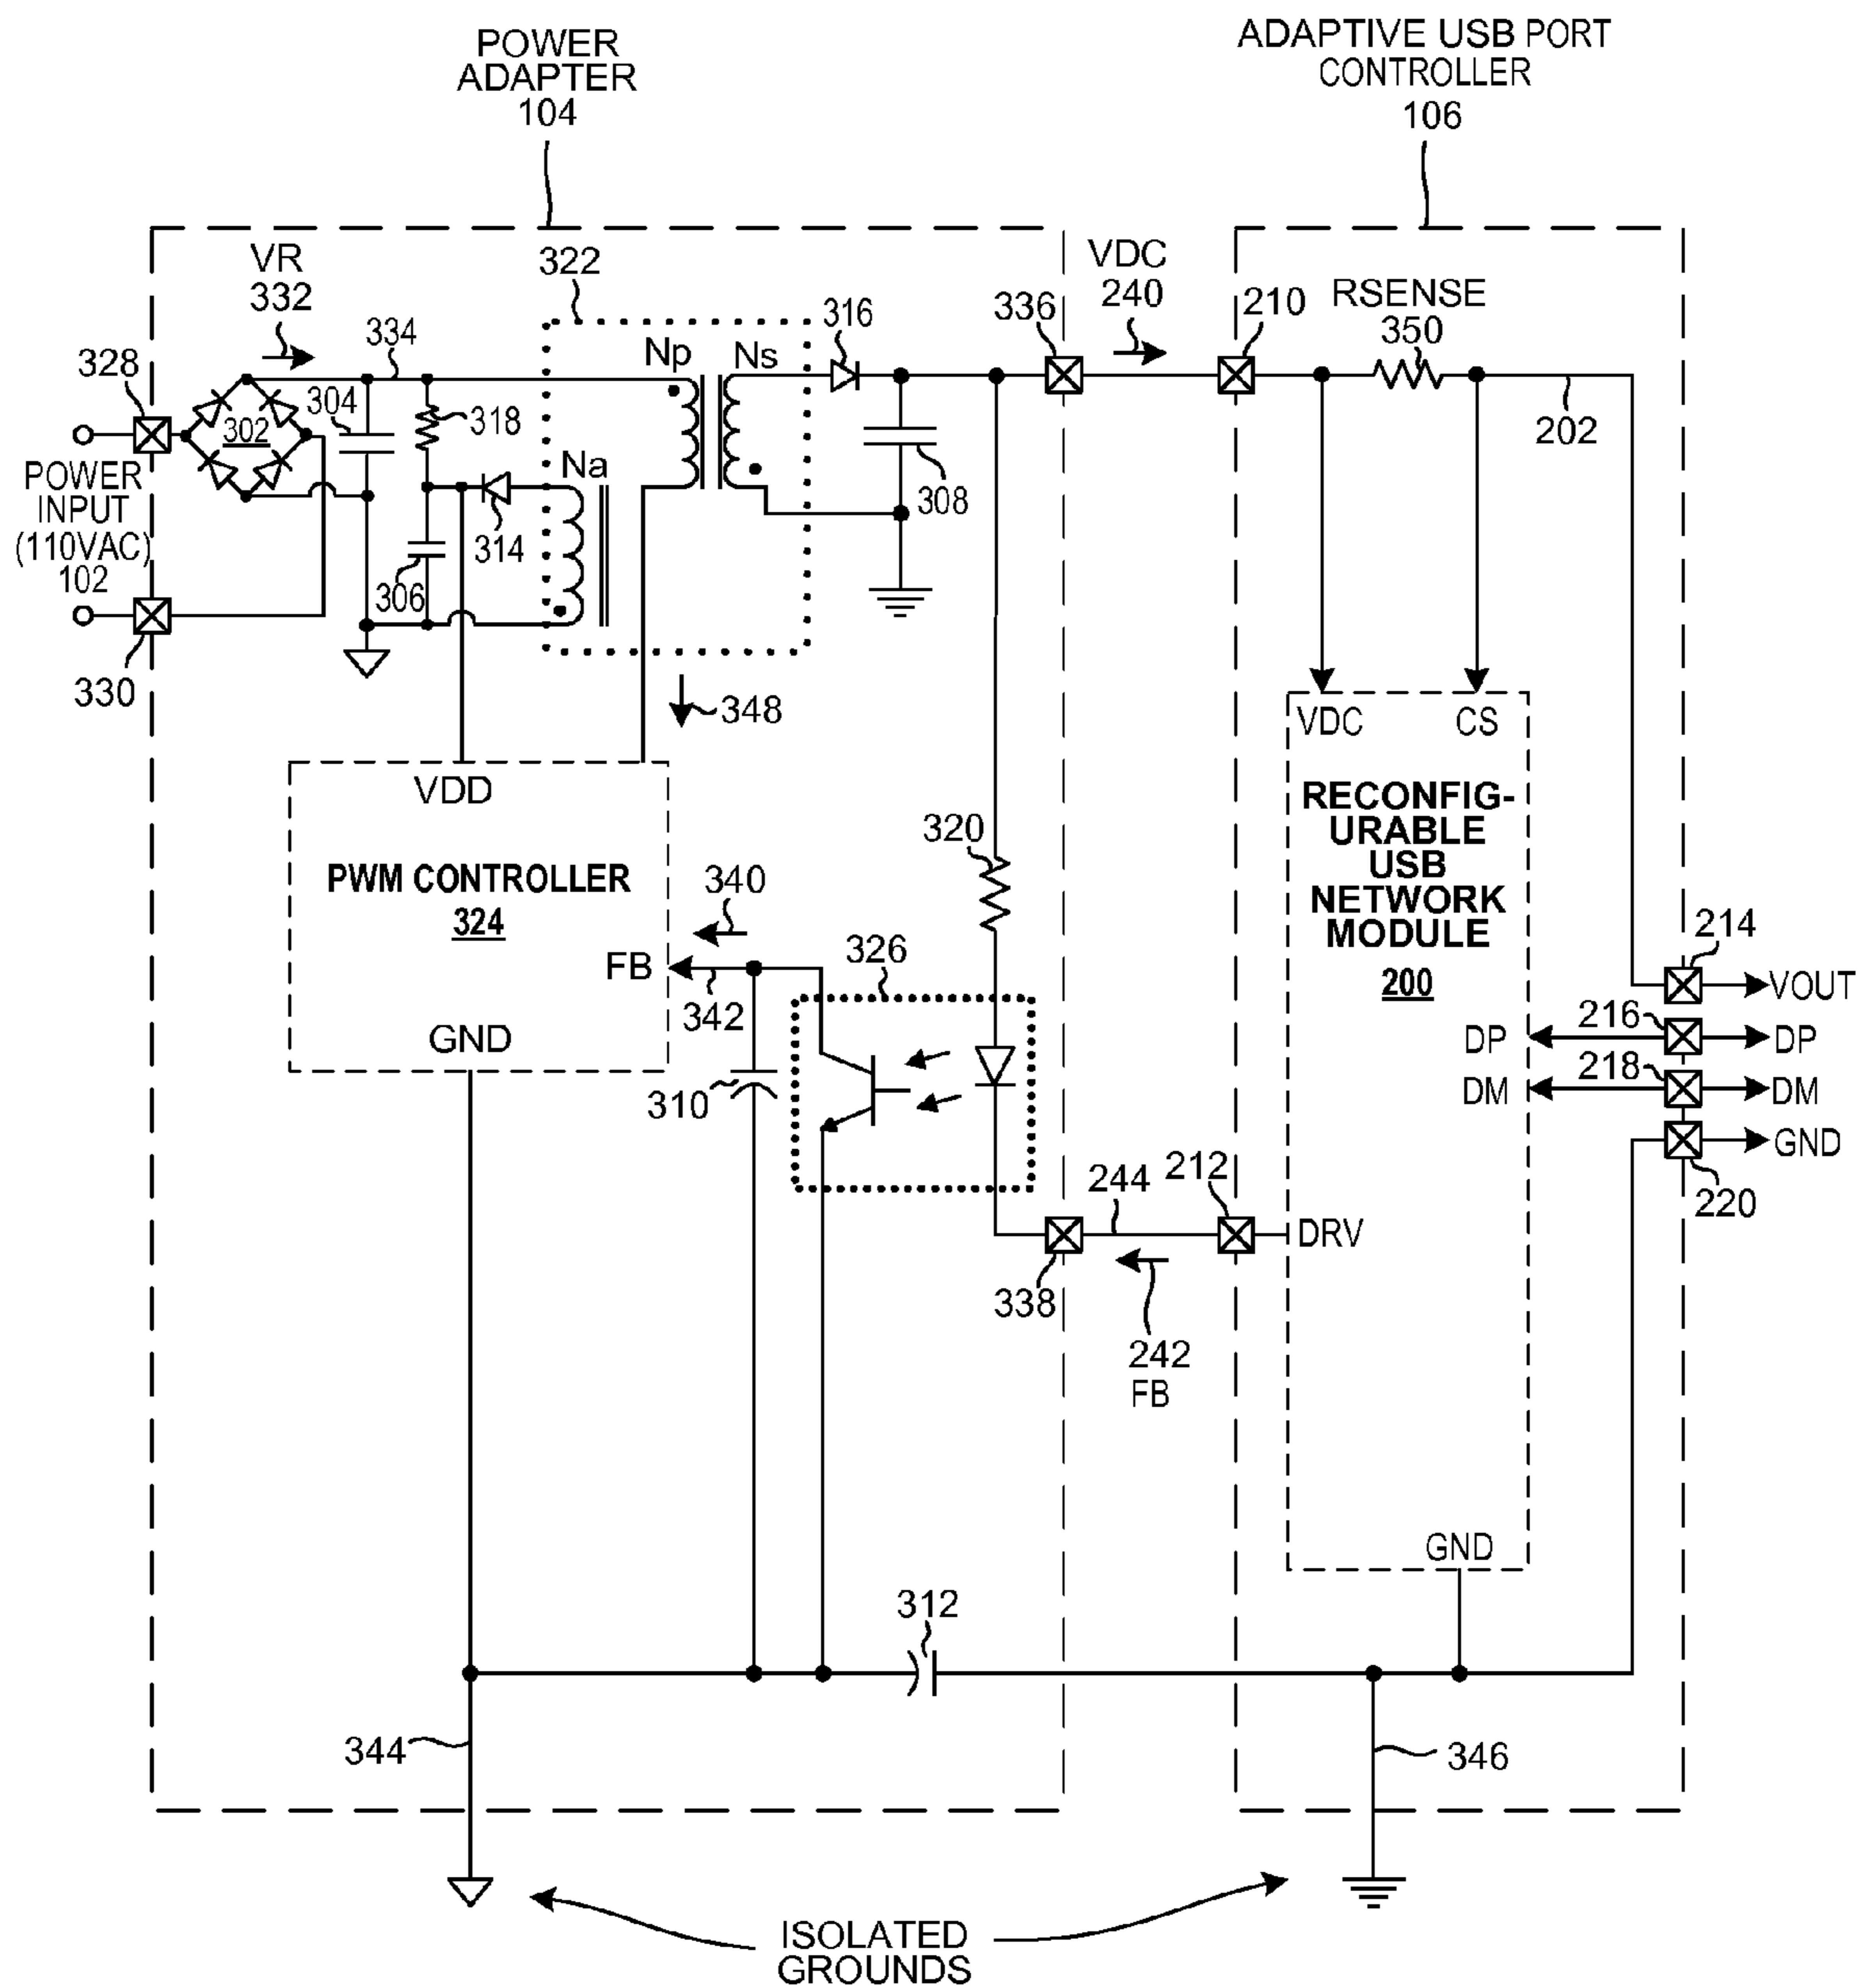 POWER
ADAPTER
104
ADAPTIVE USB PORT
CONTROLLER
106
VR
332
322
VDC
240
336
210
RSENSE
350
316
334
328
304
302
318
Np
Ns
Na
202
POWER
INPUT
(110VAC)
102
314
308
306
330
348
VDC
CS
VDD
RECONFIG-
URABLE
USB
NETWORK
MODULE
200
320
PWM CONTROLLER
324
340
326
FB
342
214
VOUT
216
DP
DP
GND
218
DM
DM
310
GND
220
244
212
DRV
338
242
FB
GND
312
344
346
ISOLATED
GROUNDS